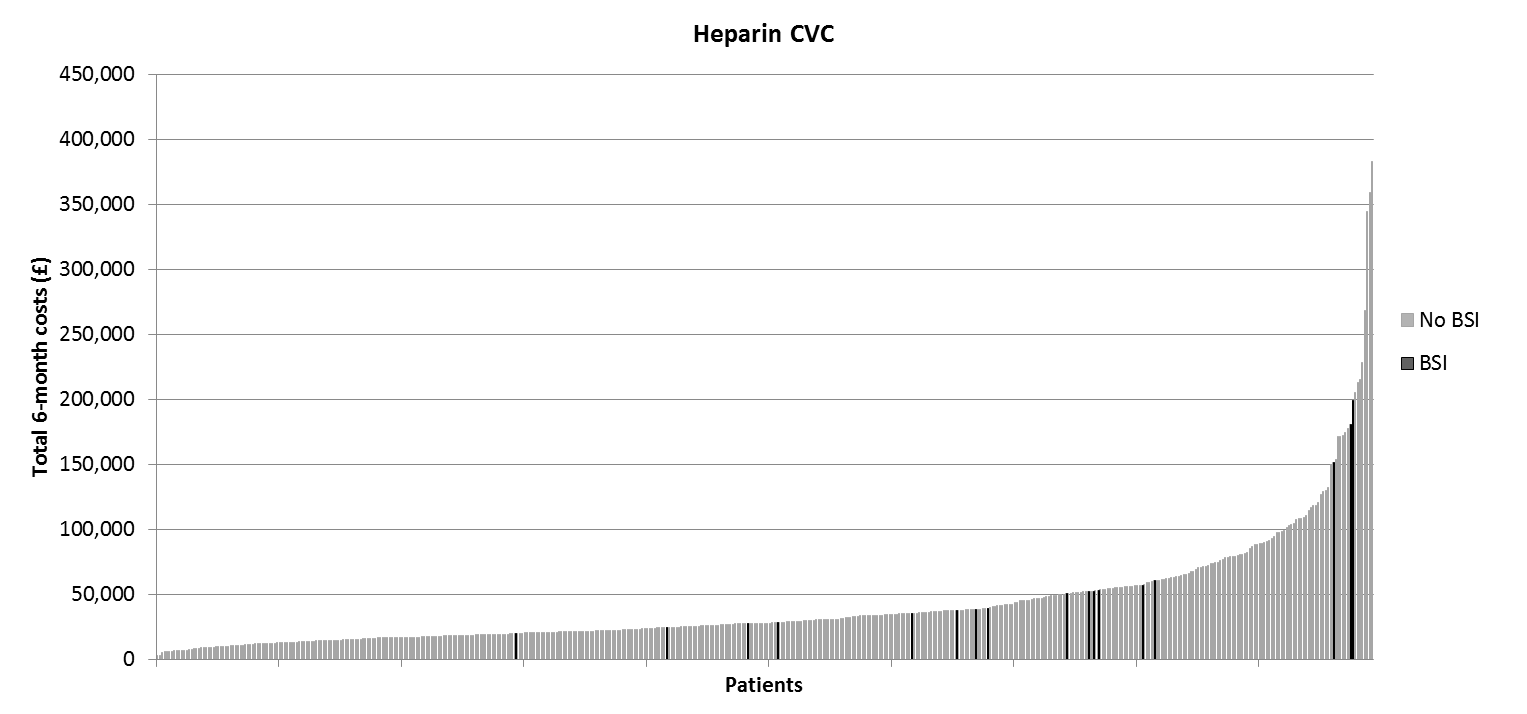 Heparin CVC
450,000
400,000
350,000
300,000
250,000
200,000
150,000
100,000
50,000
0
Total 6-month costs (£)
Patients
No BSI
BSI